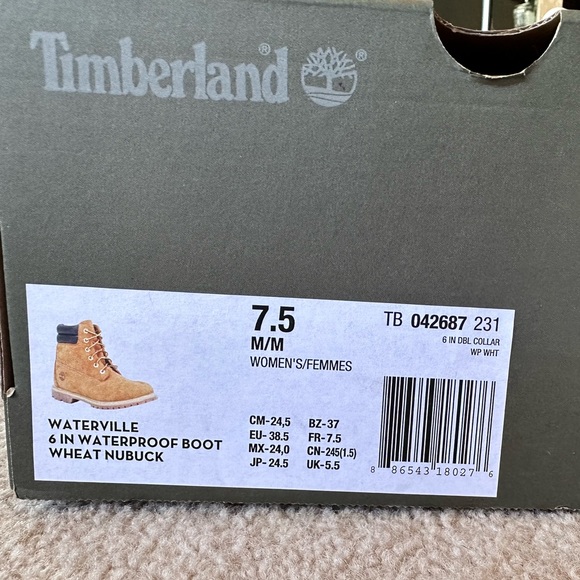 Timberland® ®
7.5
M/M
WOMEN'S/FEMMES
TB 042687 231
6 IN DBL COLLAR
WP WHT
WATERVILLE
6 IN WATERPROOF BOOT
WHEAT NUBUCK
CM-24,5 BZ-37
EU-38.5 FR-7.5
MX-24,0 CN-245(1.5)
JP-24.5 UK-5.5
8 86543 18027 6